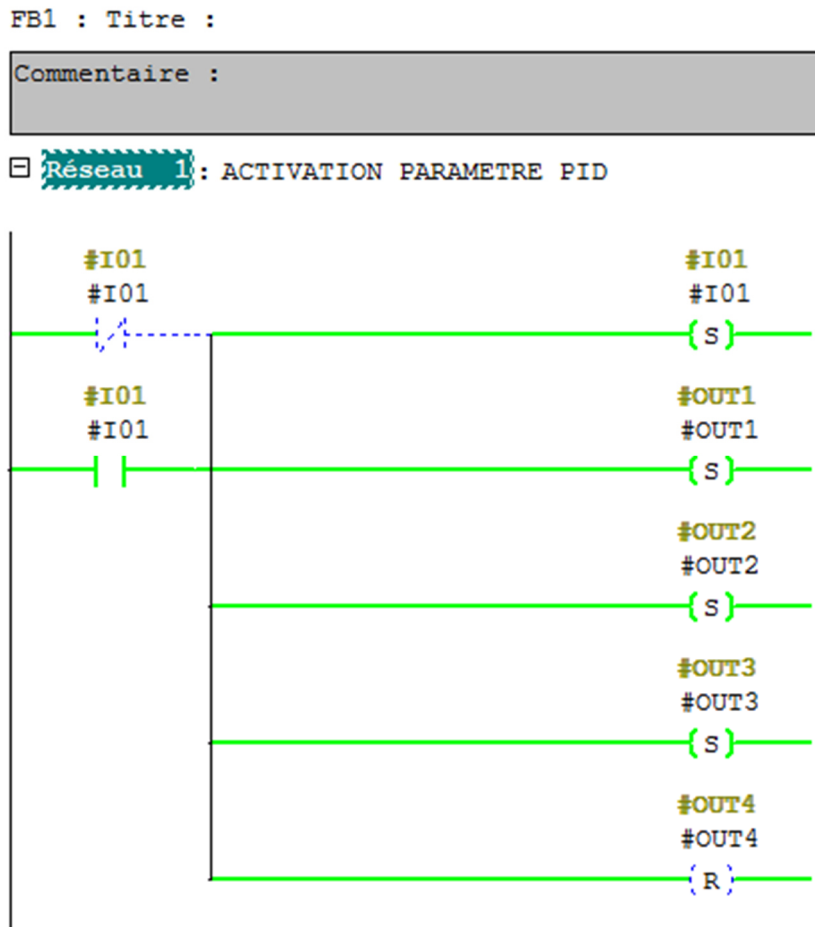 FB1 : Titre :
Commentaire :
Réseau 1: ACTIVATION PARAMETRE PID
#I01 #I01
#I01 #I01
S
#I01 #OUT1
#I01 #OUT1
S
#OUT2
#OUT2
S
#OUT3
#OUT3
S
#OUT4
#OUT4
R